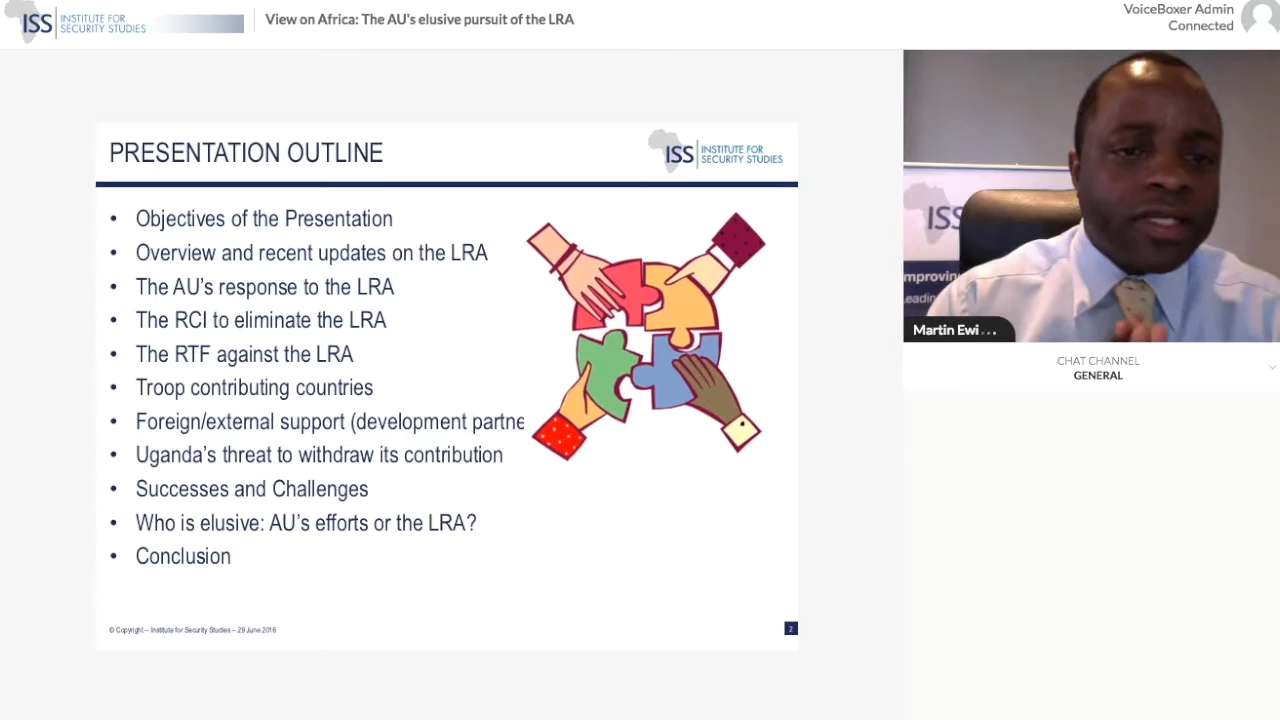 ISS INSTITUTE FOR
SECURITY STUDIES
View on Africa: The AU's elusive pursuit of the LRA
VoiceBoxer Admin
Connected
PRESENTATION OUTLINE
ISS INSTITUTE FOR
SECURITY STUDIES
• Objectives of the Presentation
• Overview and recent updates on the LRA
• The AU's response to the LRA
• The RCI to eliminate the LRA
• The RTF against the LRA
• Troop contributing countries
• Foreign/external support (development partne
• Uganda's threat to withdraw its contribution
• Successes and Challenges
• Who is elusive: AU's efforts or the LRA?
• Conclusion
© Copyright – Institute for Security Studies – 29 June 2016
2
ISS
mprovin
eadin
Martin Ewi...
CHAT CHANNEL
GENERAL